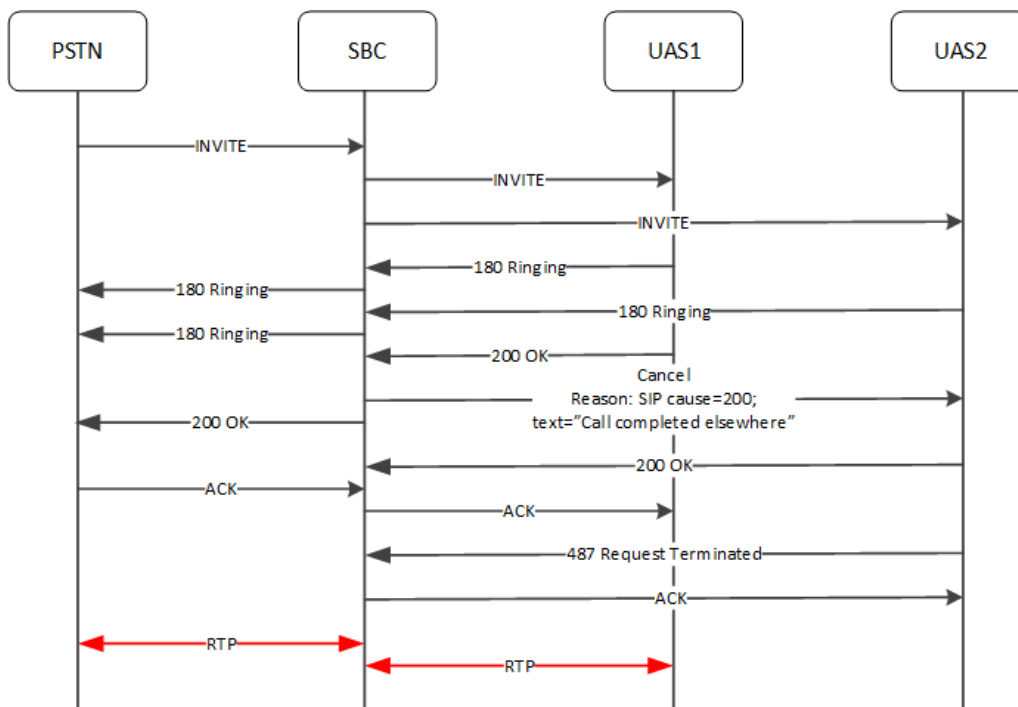 PSTN
SBC
UAS1
UAS2
INVITE
INVITE
INVITE
180 Ringing
180 Ringing
180 Ringing
180 Ringing
200 OK
Cancel
Reason: SIP cause=200;
text=”Call completed elsewhere”
200 OK
200 OK
ACK
ACK
487 Request Terminated
ACK
RTP
RTP